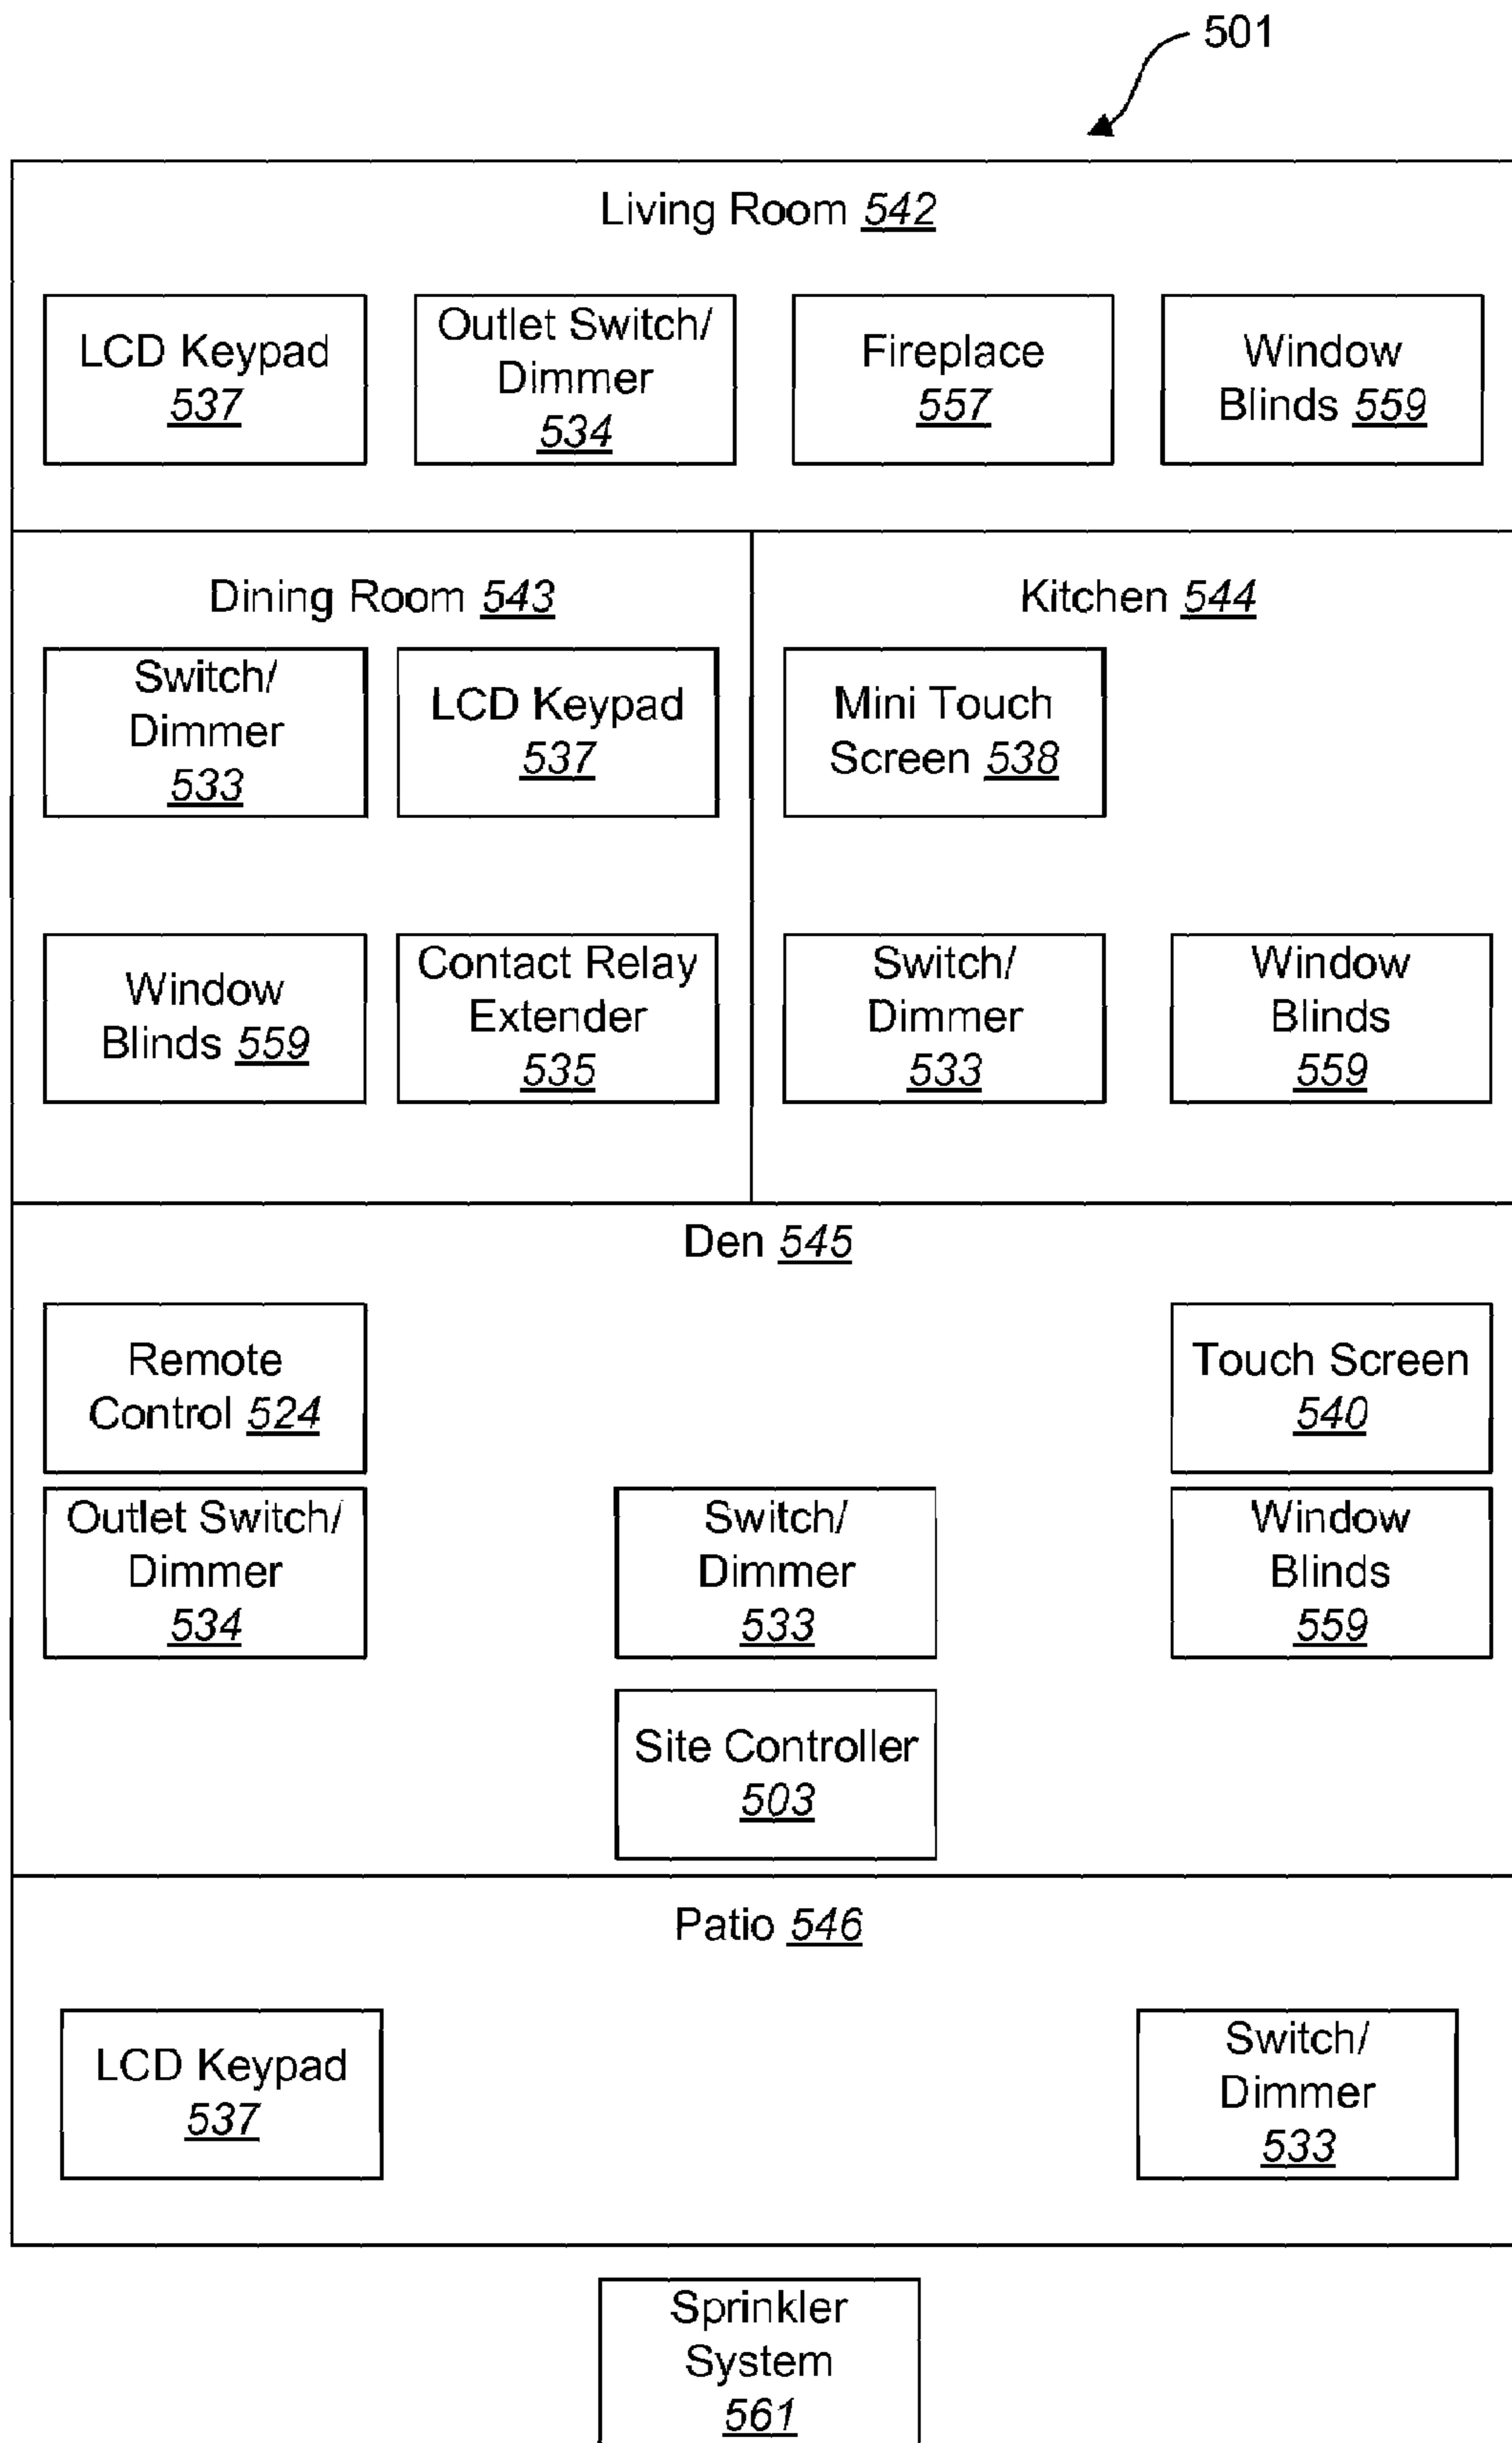 501
Living Room 542
LCD Keypad
537
Outlet Switch/
Dimmer
534
Fireplace
557
Window
Blinds 559
Dining Room 543
Switch/
Dimmer
533
LCD Keypad
537
Window
Blinds 559
Contact Relay
Extender
535
Kitchen 544
Mini Touch
Screen 538
Switch/
Dimmer
533
Window
Blinds
559
Den 545
Remote
Control 524
Touch Screen
540
Outlet Switch/
Dimmer
534
Switch/
Dimmer
533
Window
Blinds
559
Site Controller
503
Patio 546
LCD Keypad
537
Switch/
Dimmer
533
Sprinkler
System
561